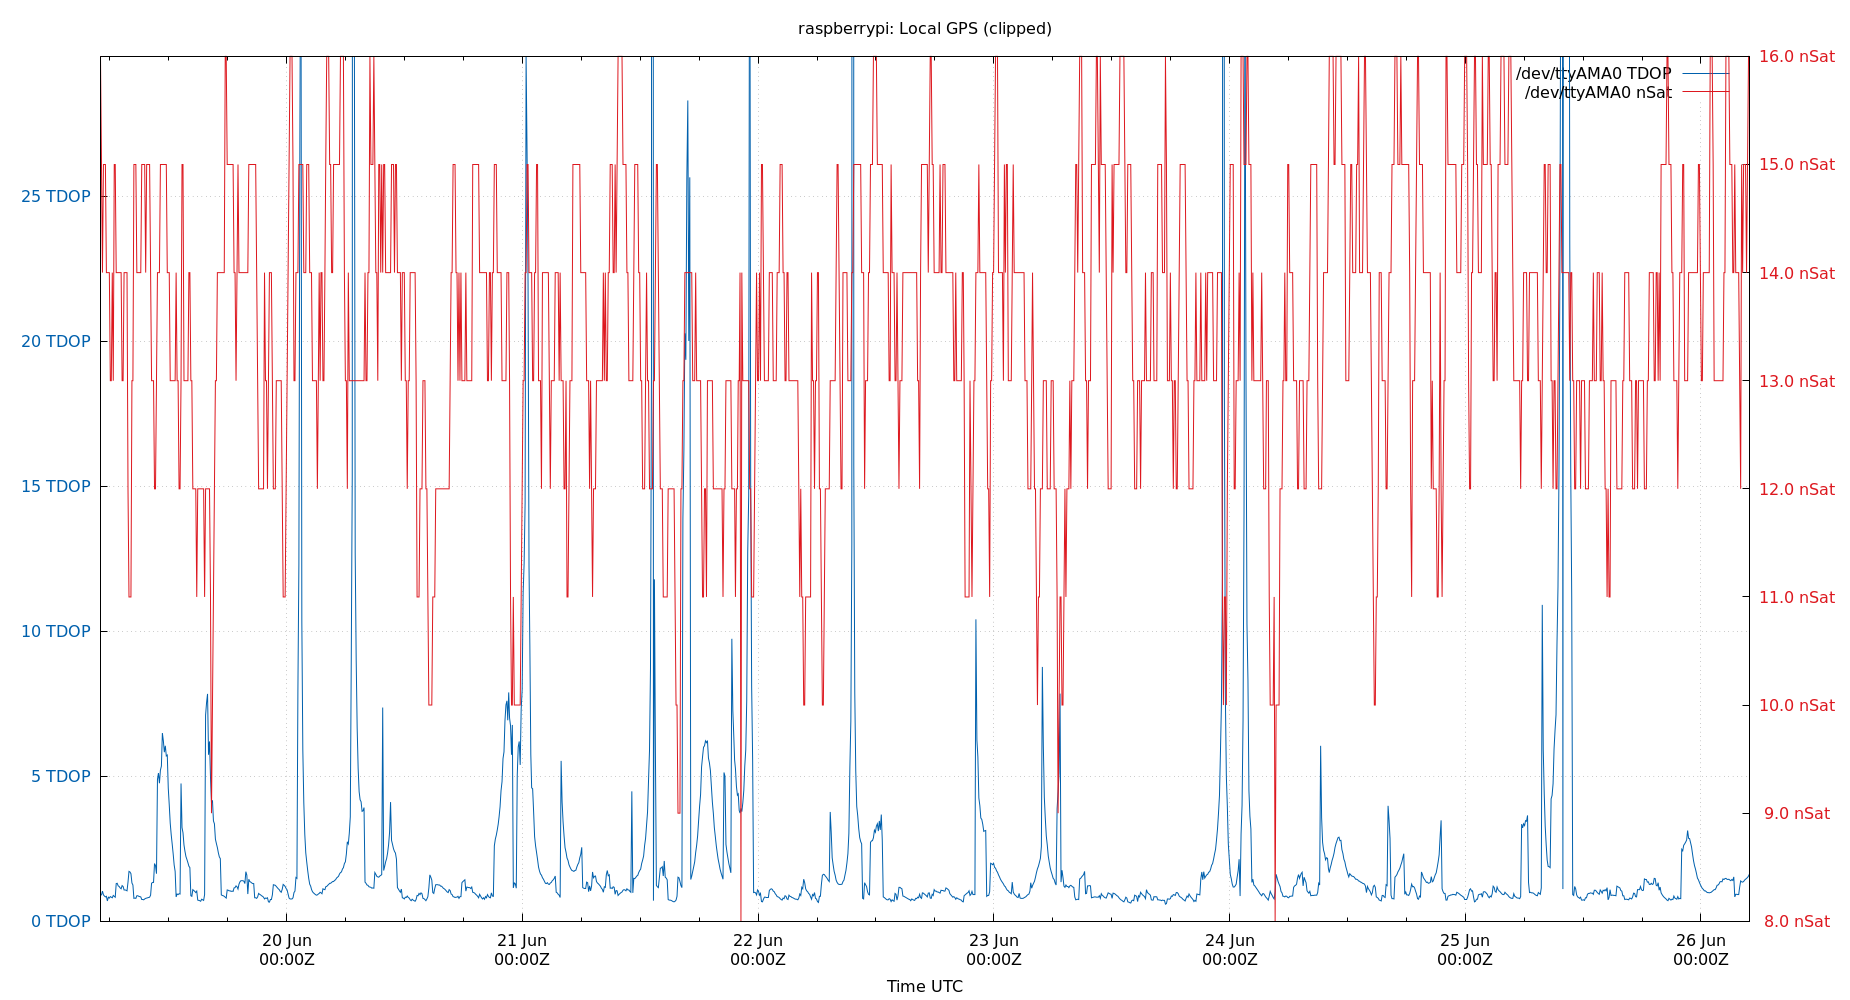 raspberrypi: Local GPS (clipped)
/dev/ttyAMA0 TDOP
/dev/ttyAMA0 nSat
25 TDOP
20 TDOP
15 TDOP
10 TDOP
5 TDOP
0 TDOP
16.0 nSat
15.0 nSat
14.0 nSat
13.0 nSat
12.0 nSat
11.0 nSat
10.0 nSat
9.0 nSat
8.0 nSat
20 Jun
00:00Z
21 Jun
00:00Z
22 Jun
00:00Z
23 Jun
00:00Z
24 Jun
00:00Z
25 Jun
00:00Z
26 Jun
00:00Z
Time UTC